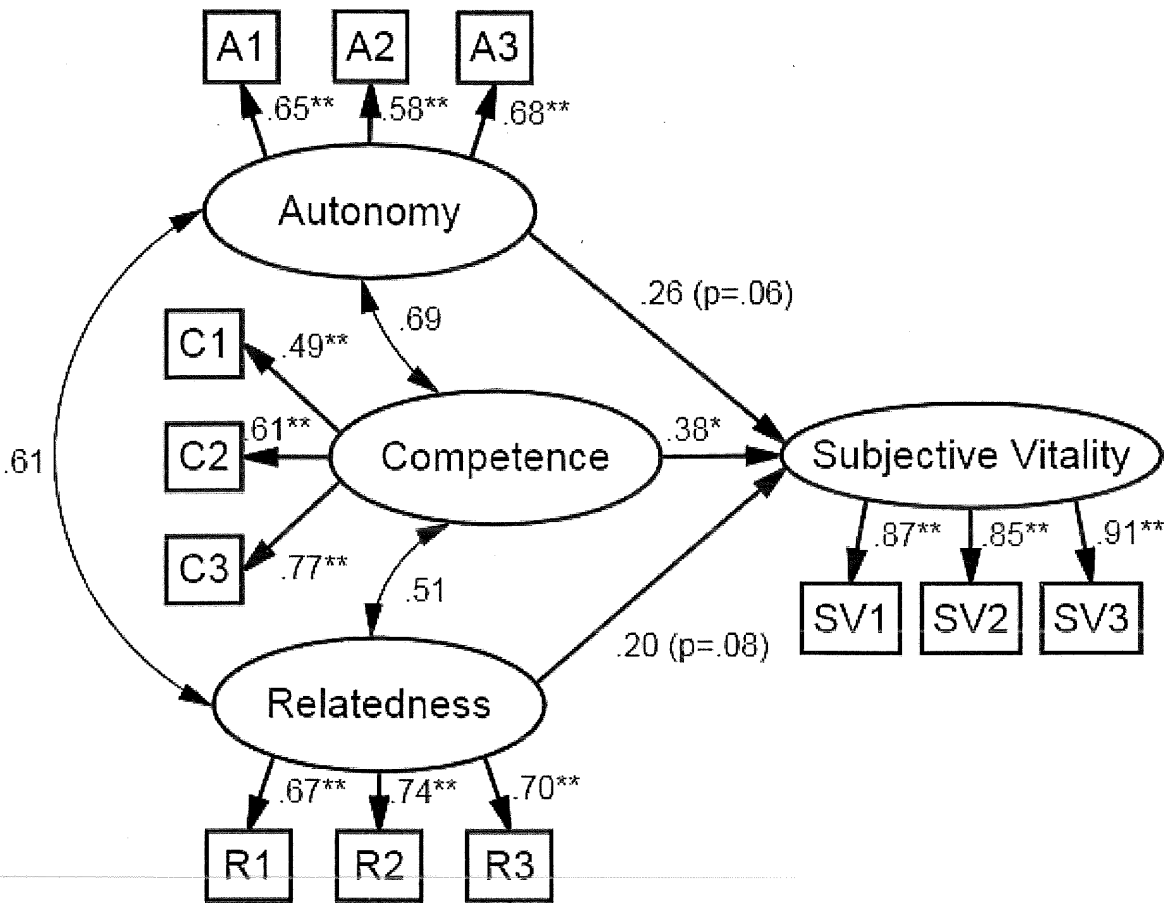 A1 A2 A3
.65** .58** .68**
Autonomy
.26 (p=.06)
.69
C1 .49**
C2 .61**
Competence
.38*
Subjective Vitality
.61
C3 .77**
.87** .85** .91**
SV1 SV2 SV3
.51
.20 (p=.08)
Relatedness
.67** .74** .70**
R1 R2 R3